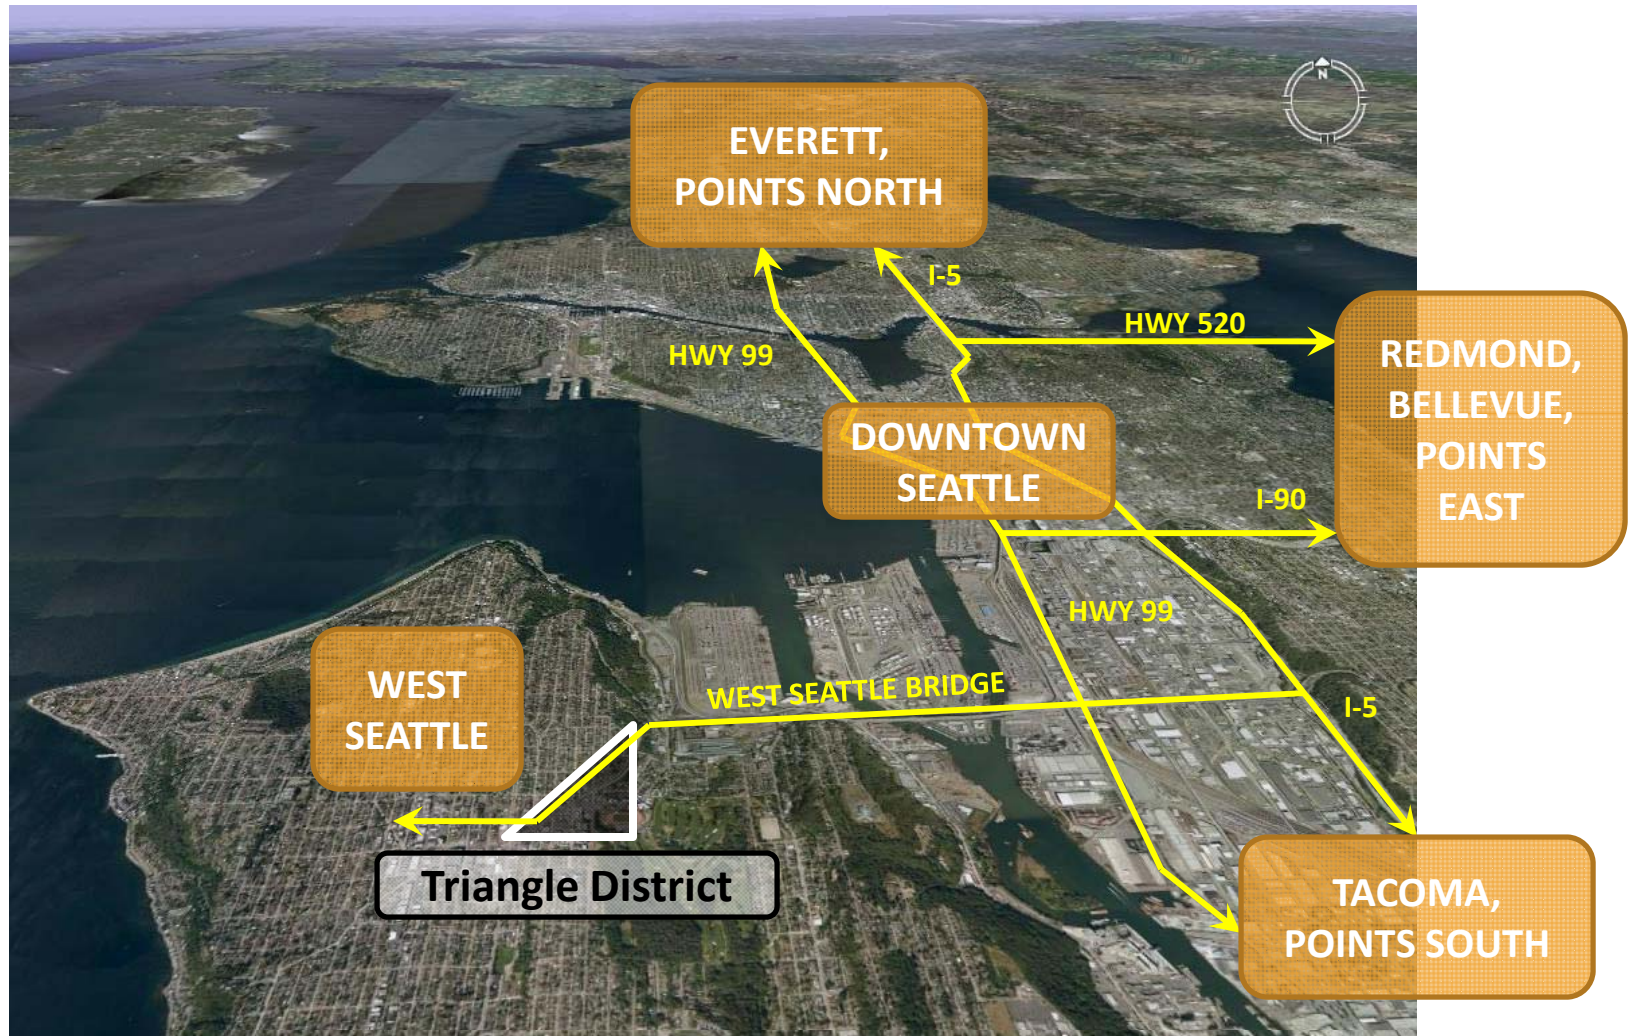 N
EVERETT,
POINTS NORTH
I-5
HWY 520
HWY 99
REDMOND,
BELLEVUE,
POINTS
EAST
DOWNTOWN
SEATTLE
I-90
HWY 99
WEST SEATTLE BRIDGE
WEST
SEATTLE
I-5
Triangle District
TACOMA,
POINTS SOUTH